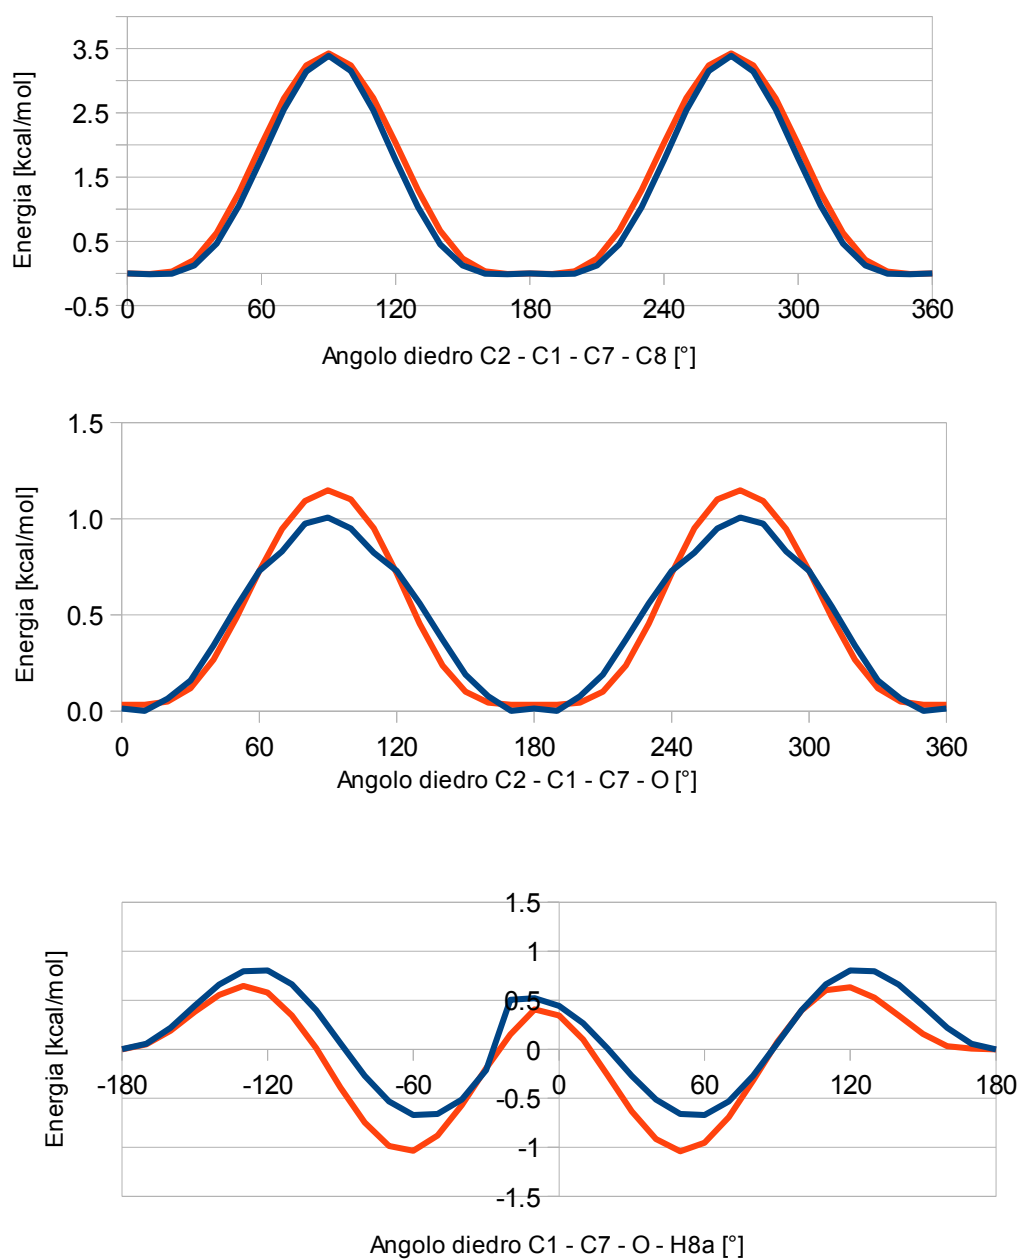 3.5
2.5
1.5
0.5
-0.5
Energia [kcal/mol]
0 60 120 180 240 300 360
Angolo diedro C2 - C1 - C7 - C8 [°]
1.5
1.0
0.5
0.0
Energia [kcal/mol]
0 60 120 180 240 300 360
Angolo diedro C2 - C1 - C7 - O [°]
1.5
1
0.5
0
-0.5
-1
-1.5
Energia [kcal/mol]
-180 -120 -60 0 60 120 180
Angolo diedro C1 - C7 - O - H8a [°]